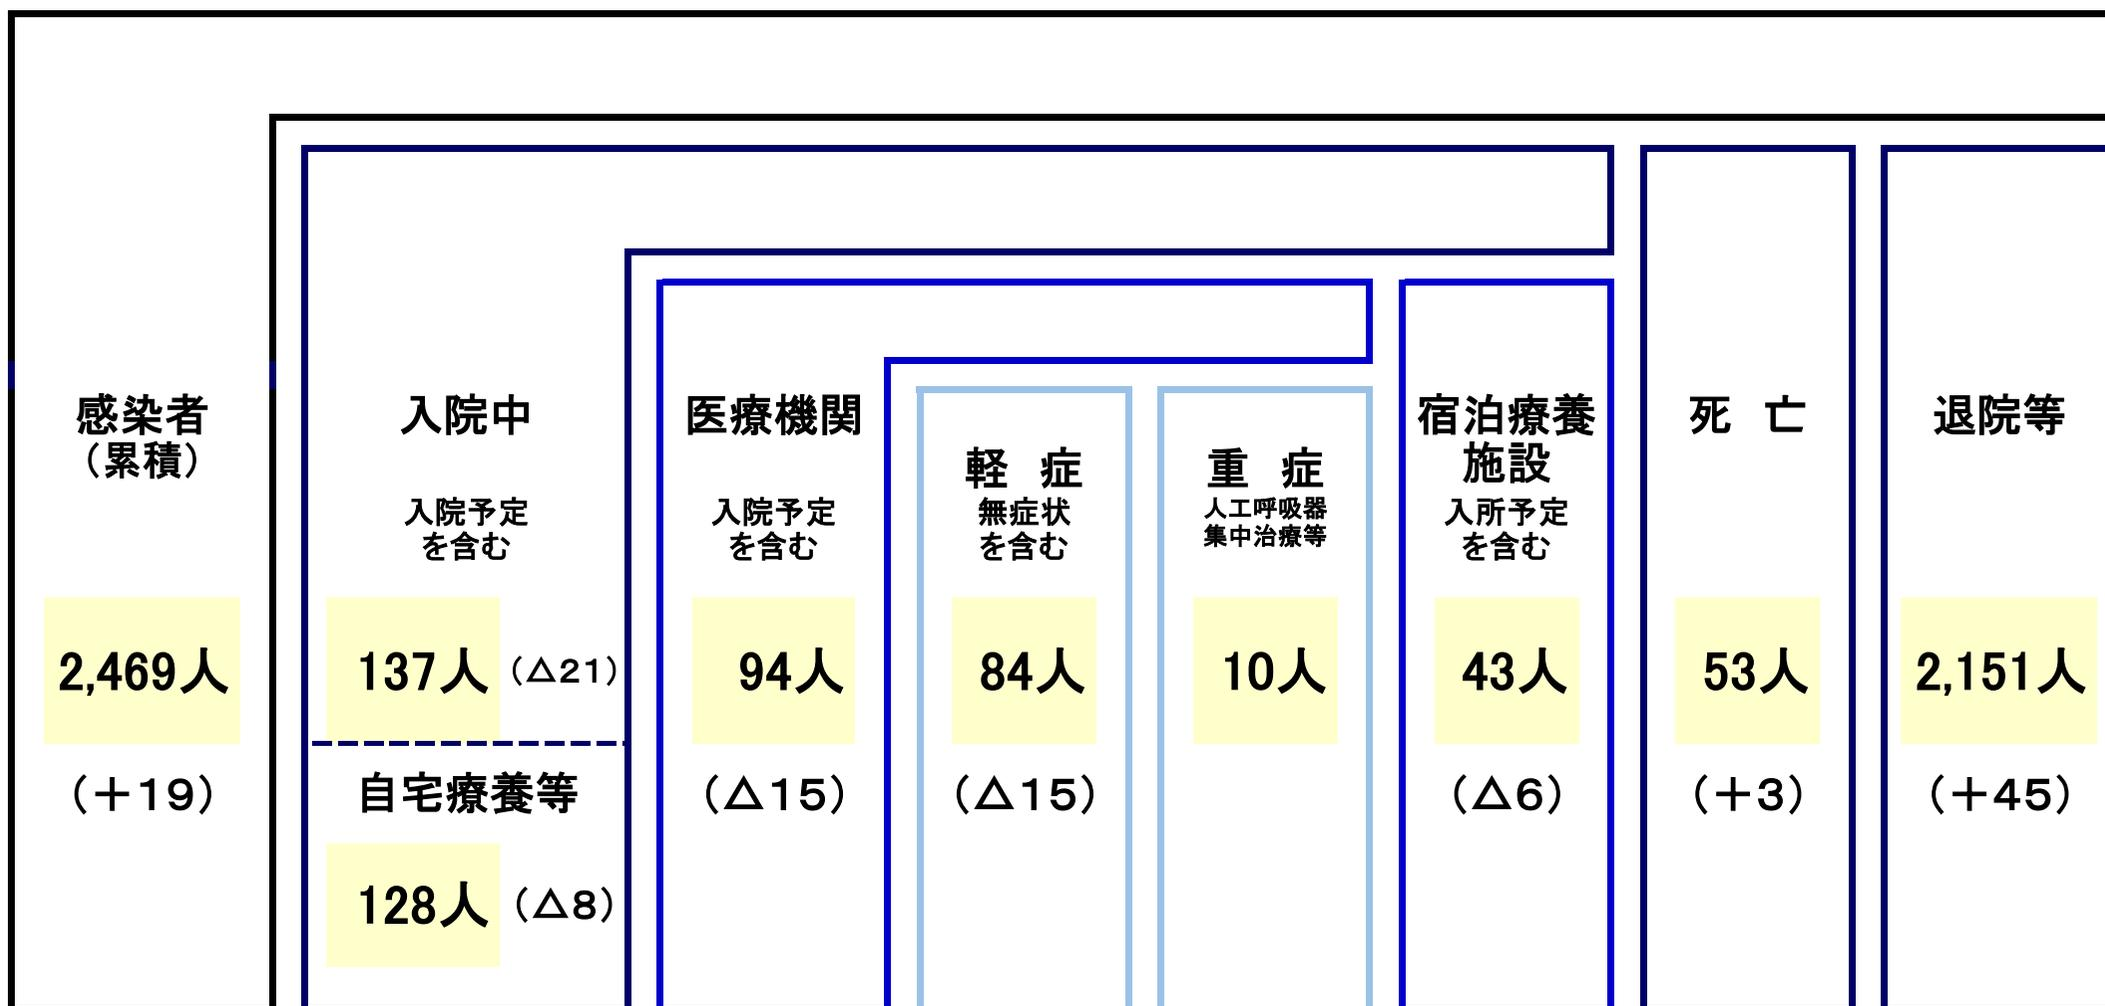 感染者
（累積）
2,469人
（＋19）
入院中
入院予定
を含む
137人 （△21）
自宅療養等
128人 （△8）
医療機関
入院予定
を含む
94人
（△15）
軽 症
無症状
を含む
84人
（△15）
重 症
人工呼吸器
集中治療等
10人
宿泊療養
施設
入所予定
を含む
43人
（△6）
死 亡
53人
（＋3）
退院等
2,151人
（＋45）